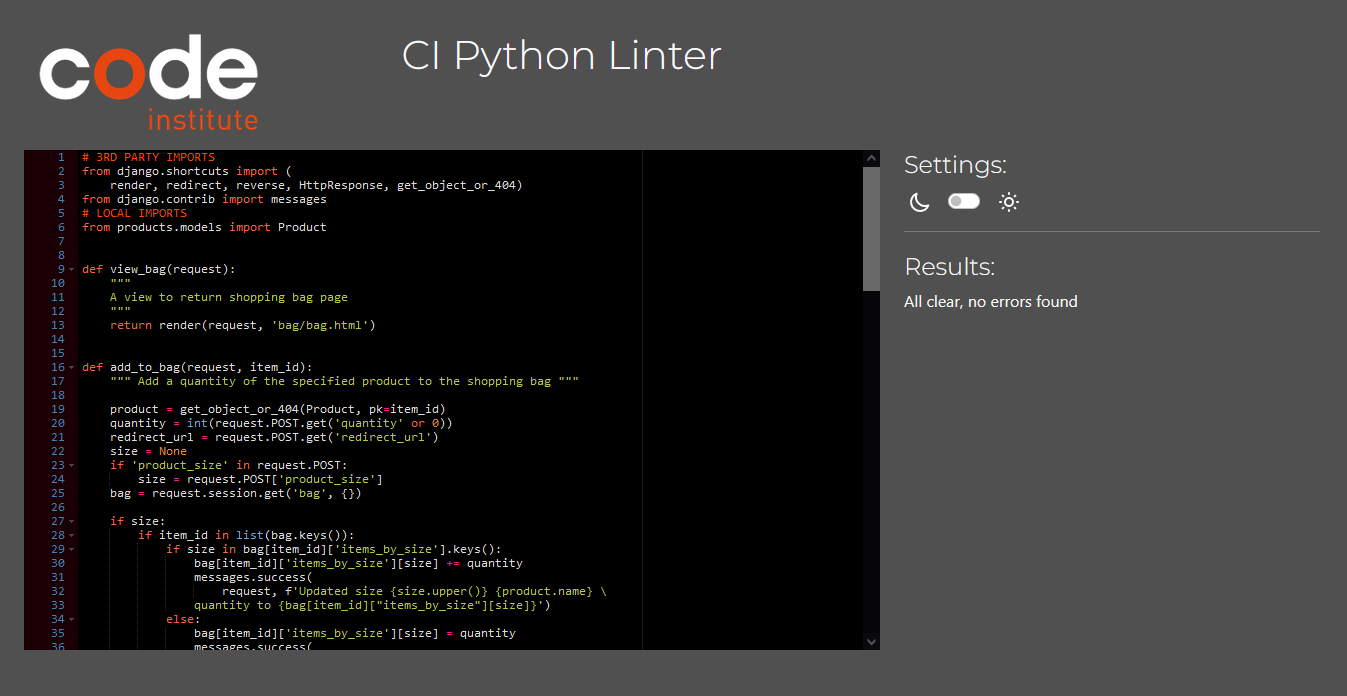 code
institute
CI Python Linter
1 # 3RD PARTY IMPORTS
2 from django.shortcuts import (
3     render, redirect, reverse, HttpResponse, get_object_or_404)
4 from django.contrib import messages
5 # LOCAL IMPORTS
6 from products.models import Product
7
8
9 def view_bag(request):
10     """
11     A view to return shopping bag page
12     """
13     return render(request, 'bag/bag.html')
14
15
16 def add_to_bag(request, item_id):
17     """ Add a quantity of the specified product to the shopping bag """
18
19     product = get_object_or_404(Product, pk=item_id)
20     quantity = int(request.POST.get('quantity' or 0))
21     redirect_url = request.POST.get('redirect_url')
22     size = None
23     if 'product_size' in request.POST:
24         size = request.POST['product_size']
25     bag = request.session.get('bag', {})
26
27     if size:
28         if item_id in list(bag.keys()):
29             if size in bag[item_id]['items_by_size'].keys():
30                 bag[item_id]['items_by_size'][size] += quantity
31                 messages.success(
32                     request, f'Updated size {size.upper()} {product.name} \
33                 quantity to {bag[item_id]["items_by_size"][size]}')
34             else:
35                 bag[item_id]['items_by_size'][size] = quantity
36                 messages.success(
Settings:
Results:
All clear, no errors found